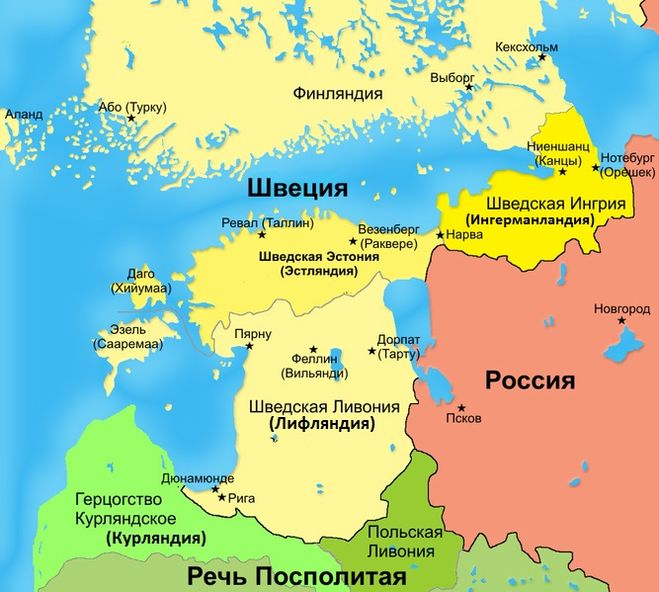 Кексхольм
Выборг
Финляндия
Аланд
Або (Турку)
Ниеншанц
(Канцы)
Нотебург
(Орешек)
Швеция
Шведская Ингрия
(Ингерманландия)
Ревал (Таллин)
Везенберг
(Раквере)
Нарва
Шведская Эстония
(Эстляндия)
Даго
(Хийумаа)
Новгород
Эзель
(Сааремаа)
Пярну
Дорпат
(Тарту)
Феллин
(Вильянди)
Россия
Шведская Ливония
(Лифляндия)
Псков
Дюнамюнде
Рига
Герцогство
Курляндское
(Курляндия)
Польская
Ливония
Речь Посполитая